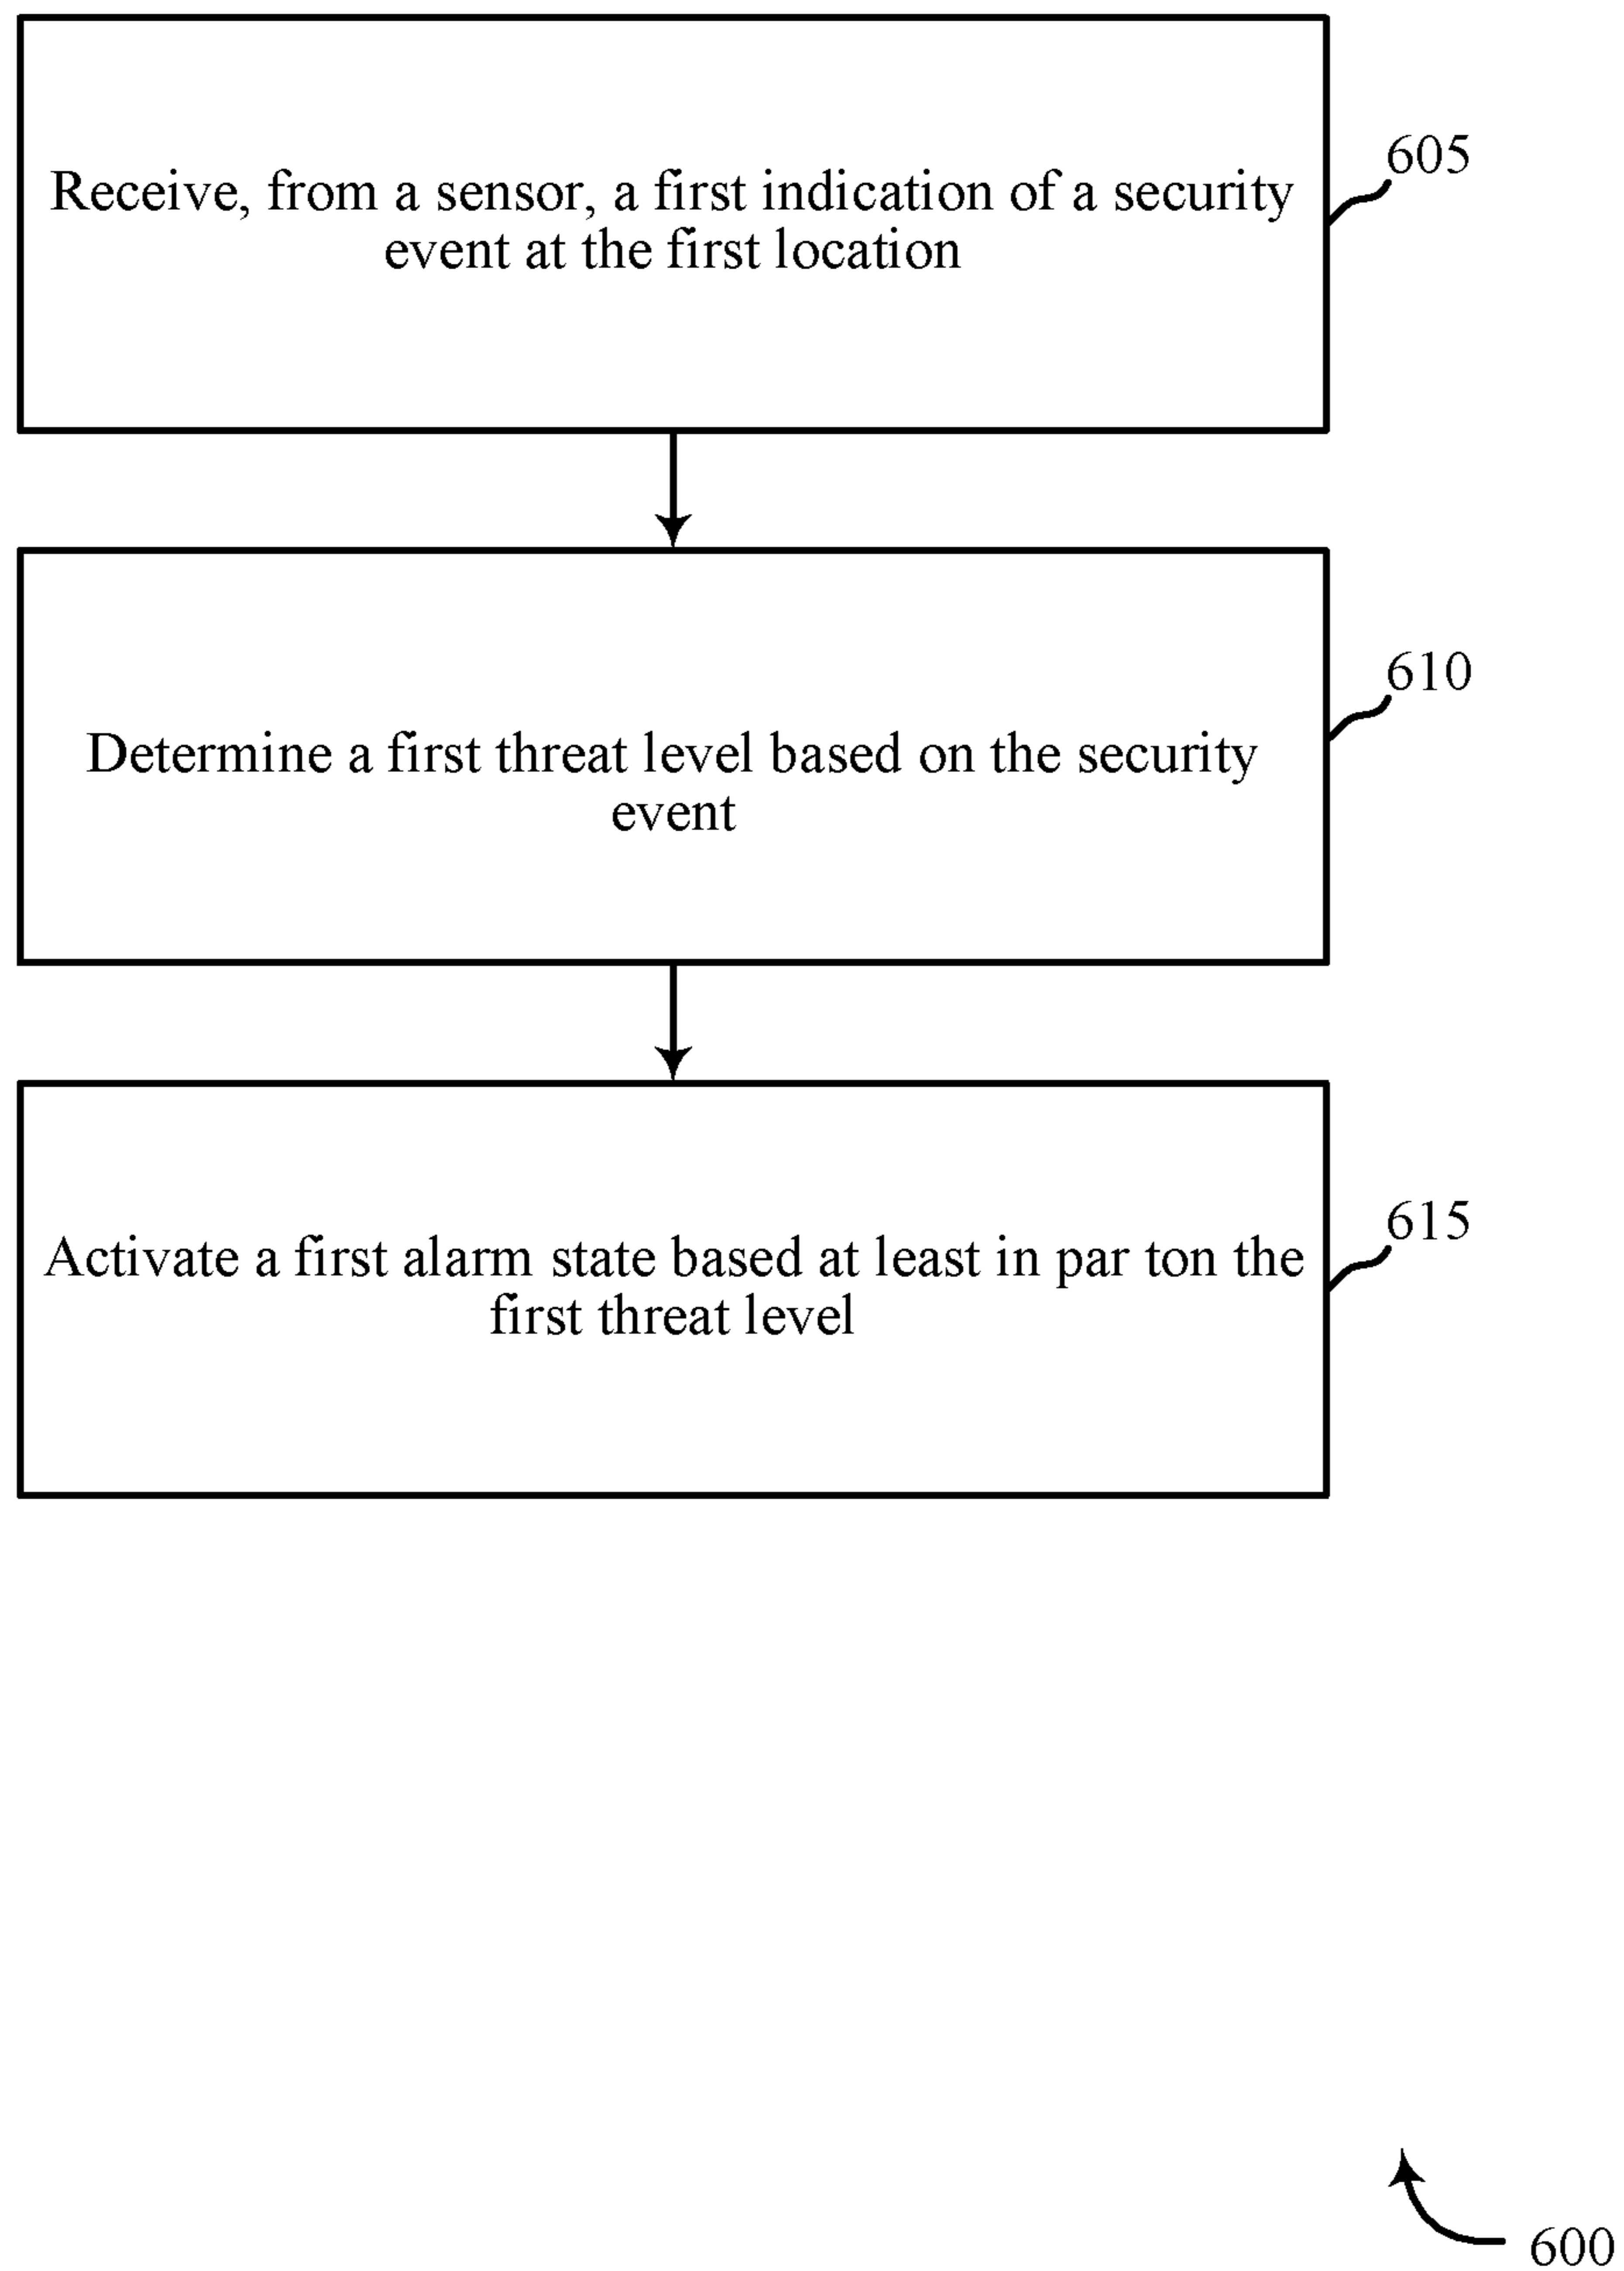 Receive, from a sensor, a first indication of a security
event at the first location
605
Determine a first threat level based on the security
event
610
Activate a first alarm state based at least in par ton the
first threat level
615
600